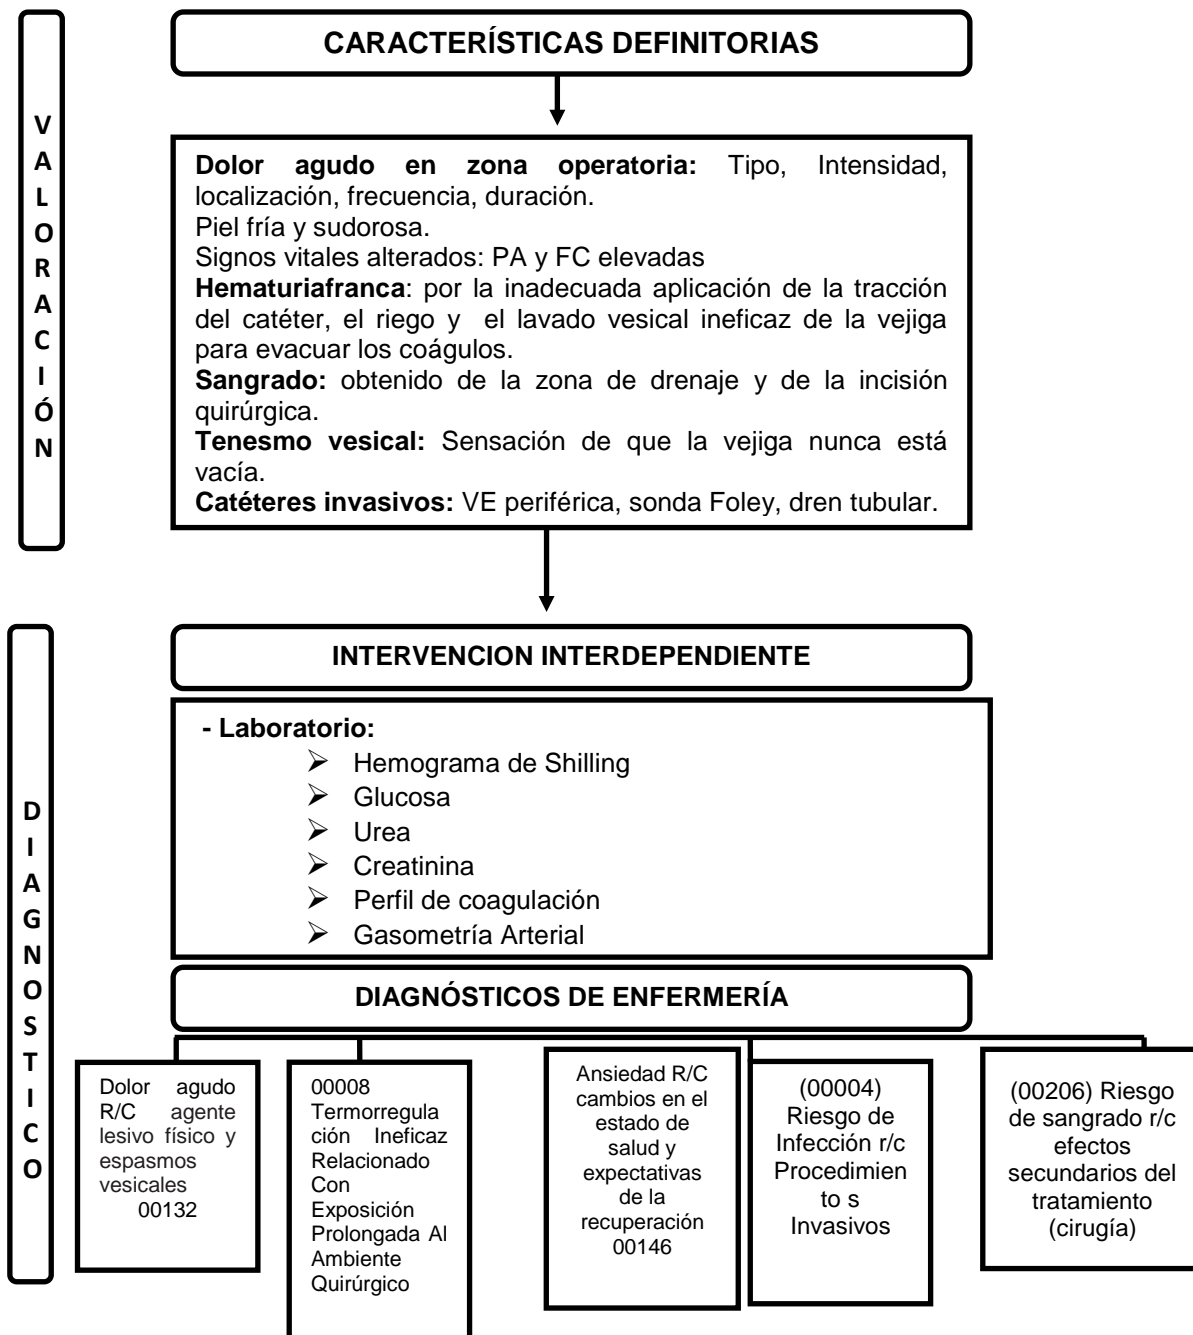 CARACTERÍSTICAS DEFINITORIAS
VALORACIÓN
Dolor agudo en zona operatoria: Tipo, Intensidad,
localización, frecuencia, duración.
Piel fría y sudorosa.
Signos vitales alterados: PA y FC elevadas
Hematuriafranca: por la inadecuada aplicación de la tracción
del catéter, el riego y el lavado vesical ineficaz de la vejiga
para evacuar los coágulos.
Sangrado: obtenido de la zona de drenaje y de la incisión
quirúrgica.
Tenesmo vesical: Sensación de que la vejiga nunca está
vacía.
Catéteres invasivos: VE periférica, sonda Foley, dren tubular.
INTERVENCION INTERDEPENDIENTE
DIAGNOSTICO
- Laboratorio:
➢ Hemograma de Shilling
➢ Glucosa
➢ Urea
➢ Creatinina
➢ Perfil de coagulación
➢ Gasometría Arterial
DIAGNÓSTICOS DE ENFERMERÍA
Dolor agudo
R/C agente
lesivo físico y
espasmos
vesicales
00132
00008
Termorregula
ción Ineficaz
Relacionado
Con
Exposición
Prolongada Al
Ambiente
Quirúrgico
Ansiedad R/C
cambios en el
estado de
salud y
expectativas
de la
recuperación
00146
(00004)
Riesgo de
Infección r/c
Procedimien
to s
Invasivos
(00206) Riesgo
de sangrado r/c
efectos
secundarios del
tratamiento
(cirugía)